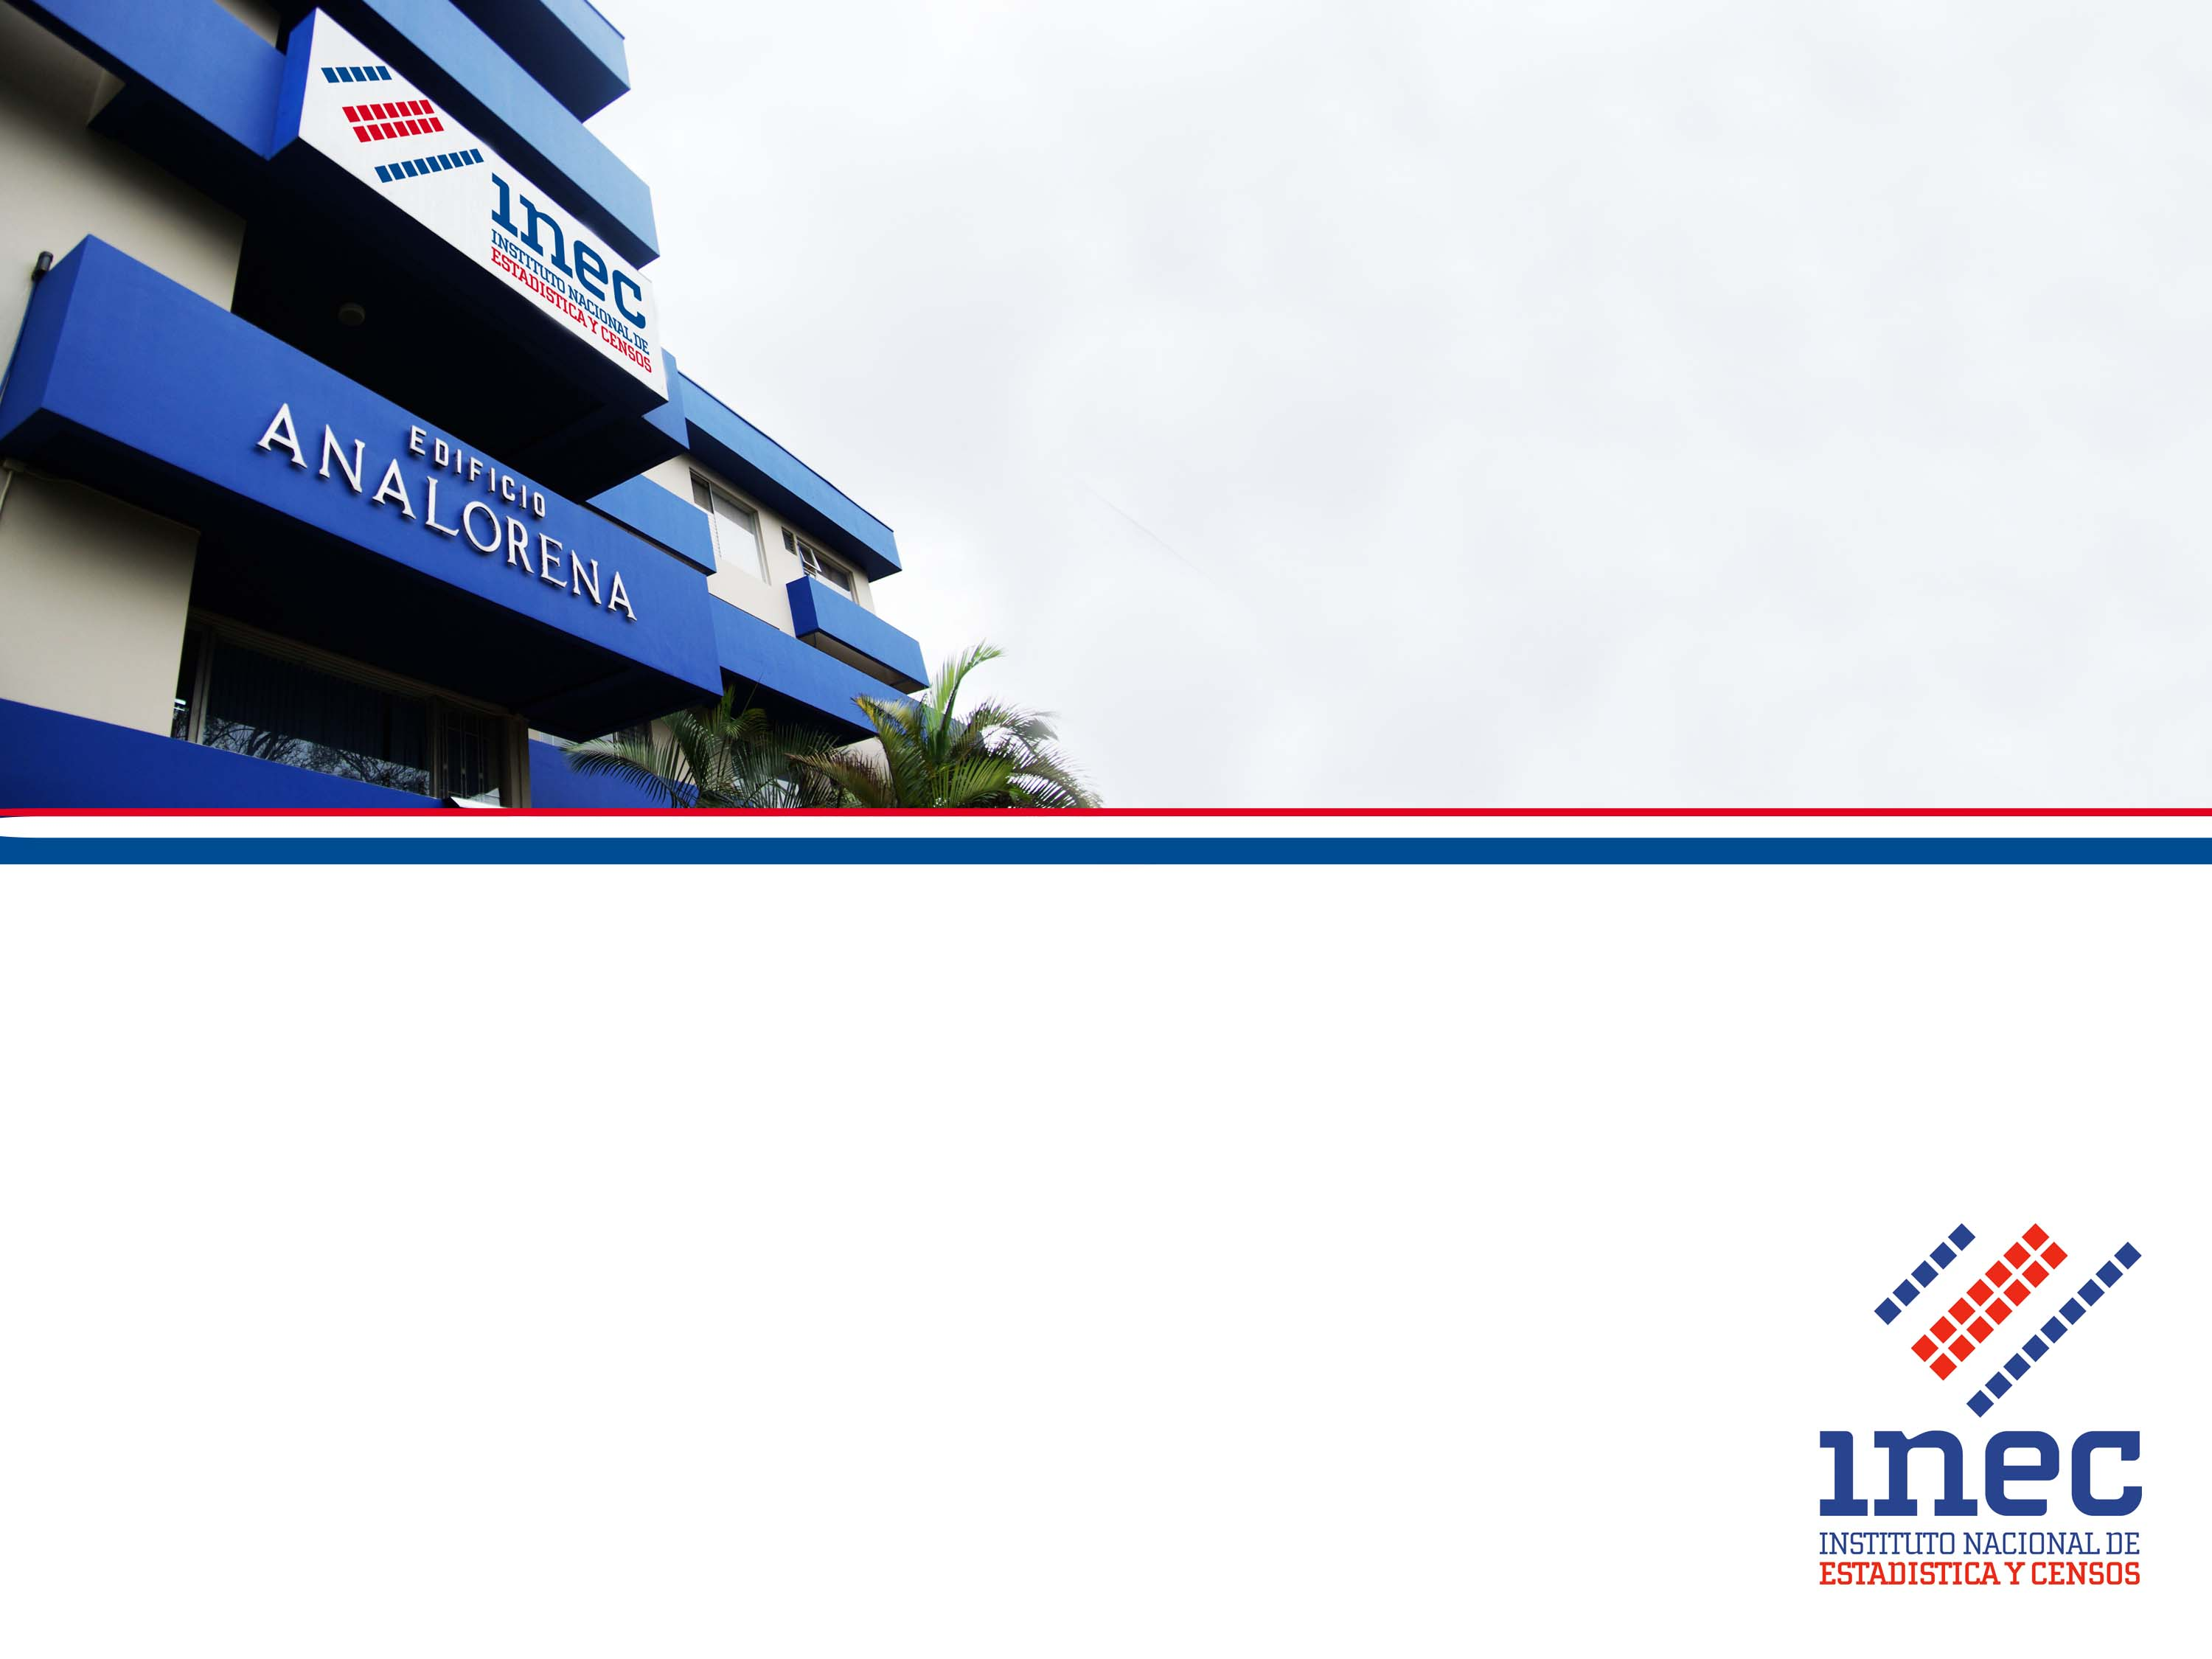 inec
INSTITUTO NACIONAL DE
ESTADISTICA Y CENSOS
EDIFICIO
ANALORENA
inec
INSTITUTO NACIONAL DE
ESTADISTICA Y CENSOS